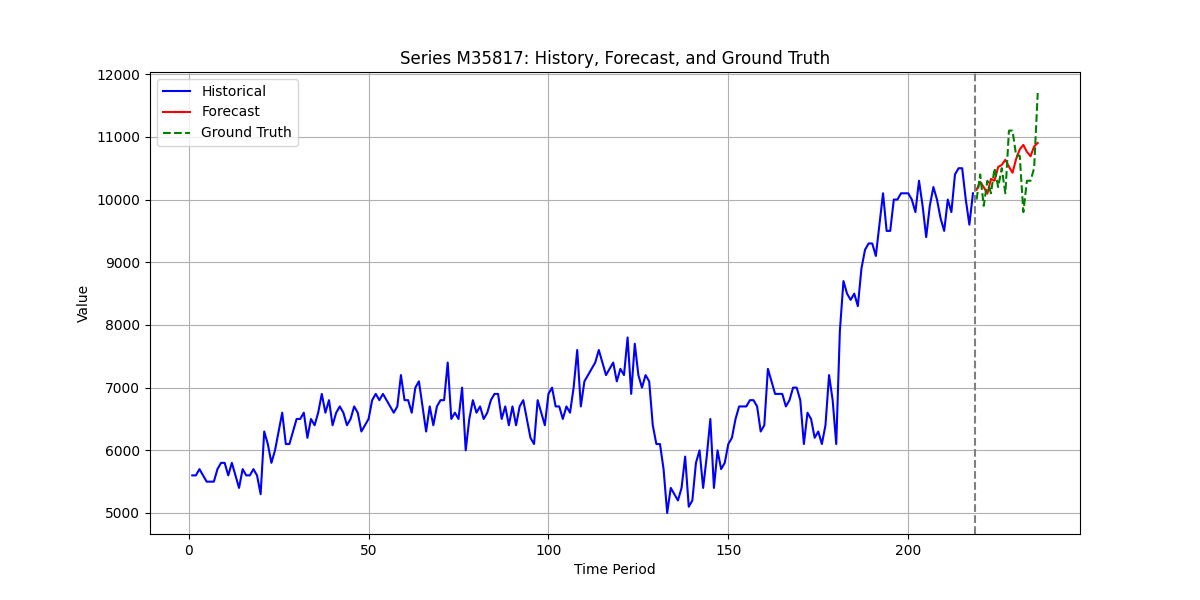 Series M35817: History, Forecast, and Ground Truth
Historical
Forecast
Ground Truth
12000
11000
10000
9000
8000
7000
6000
5000
Value
0 50 100 150 200
Time Period